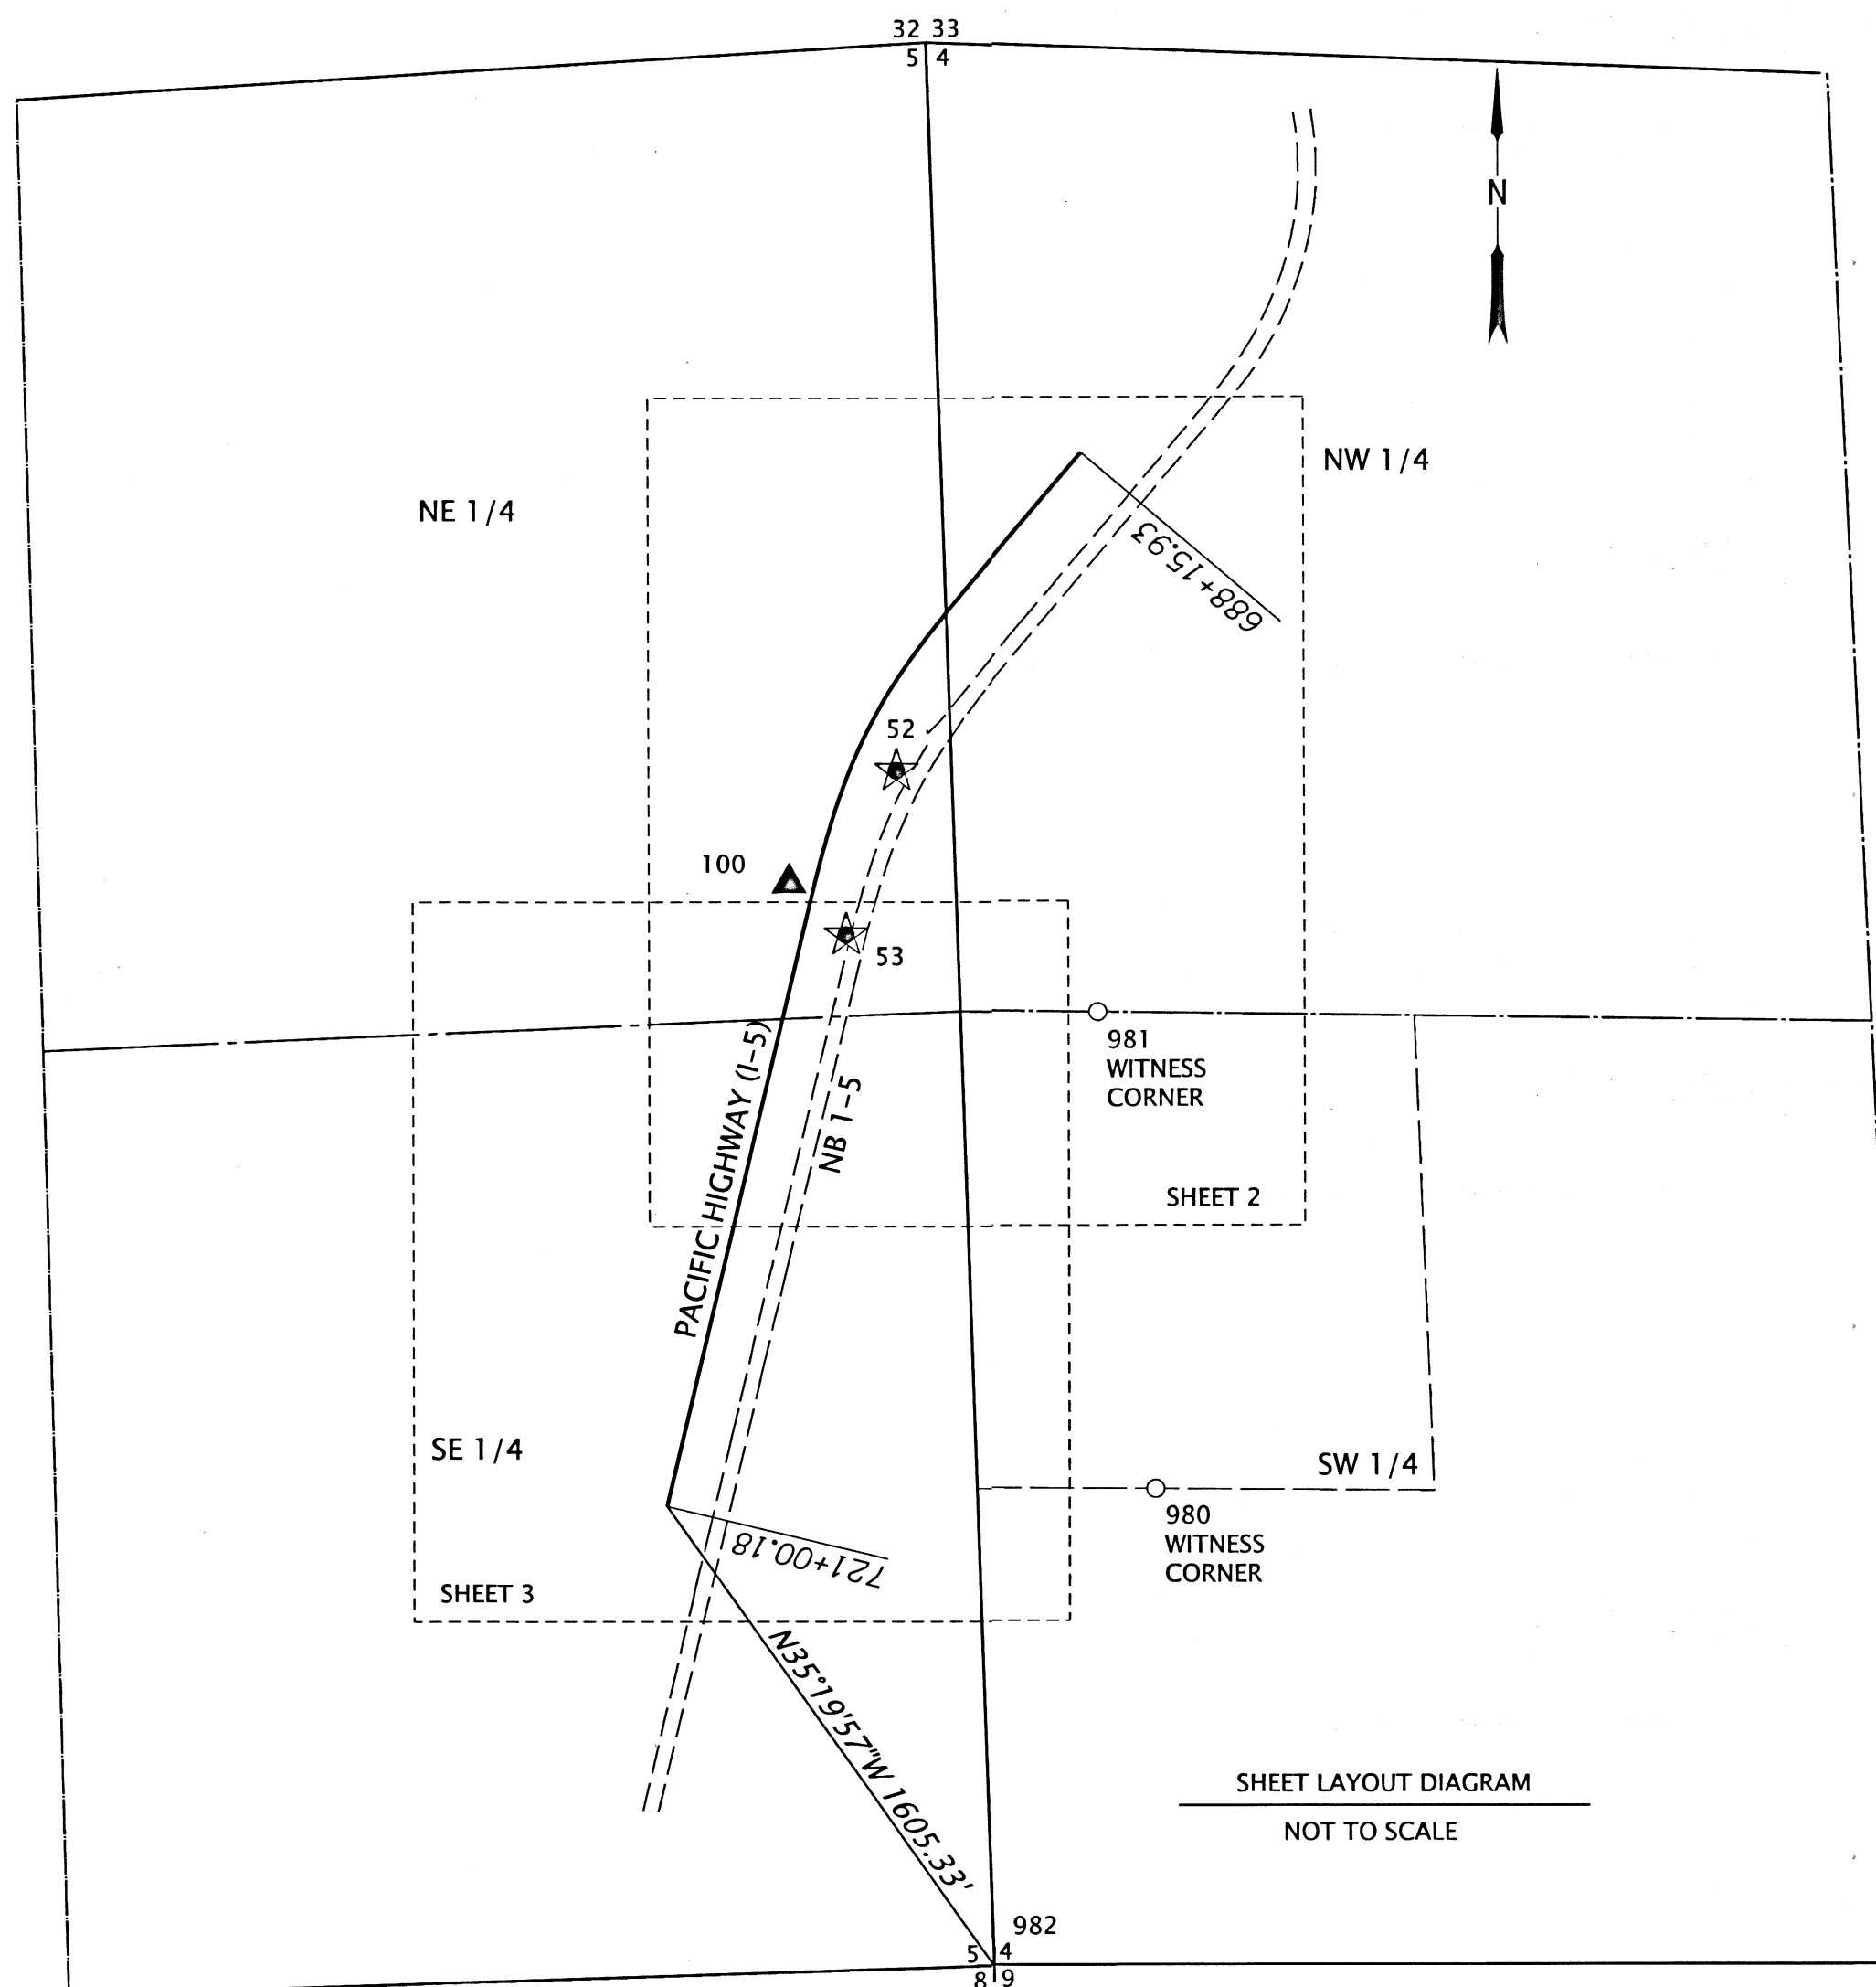 32 33
5 4
N
NW 1/4
NE 1/4
688+15.93
52
100
53
981
WITNESS
CORNER
PACIFIC HIGHWAY (I-5)
NB 1-5
SHEET 2
SE 1/4
SW 1/4
980
WITNESS
CORNER
721+00.18
SHEET 3
N35°19'57"W 1605.33'
SHEET LAYOUT DIAGRAM
NOT TO SCALE
982
5 4
8 9